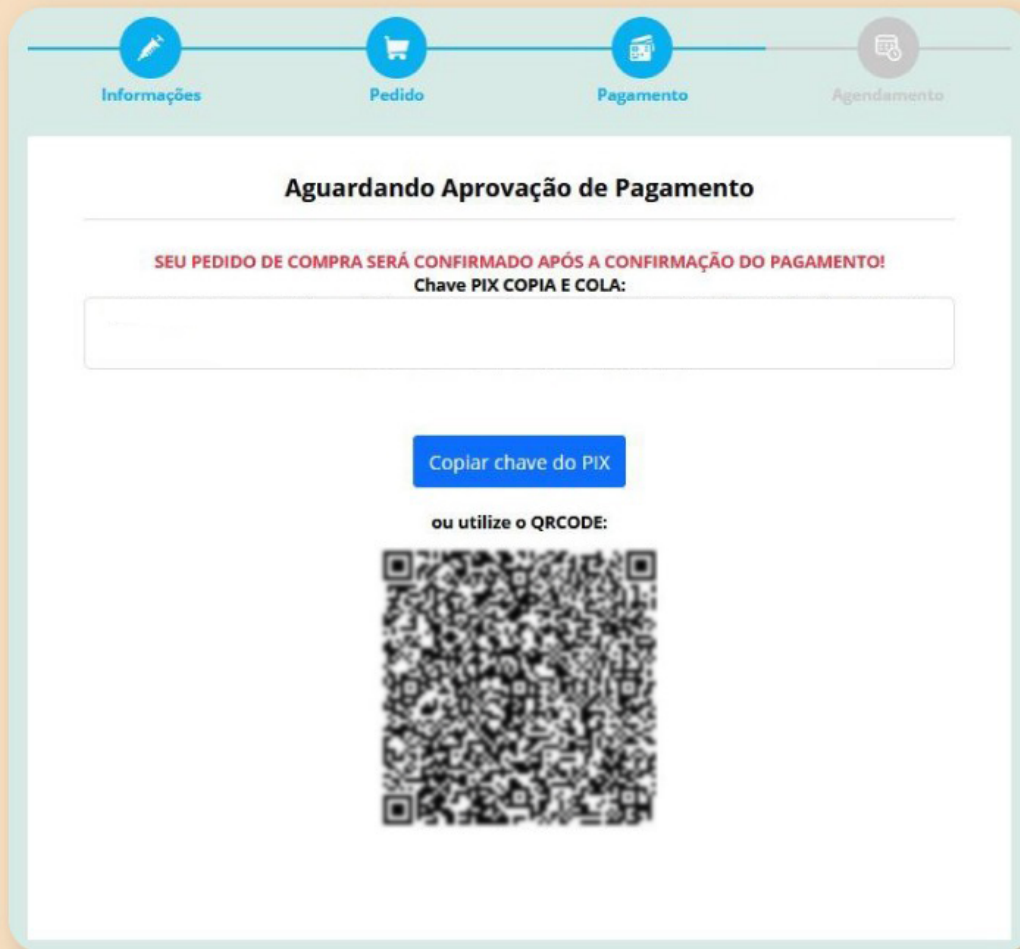 Informações
Pedido
Pagamento
Agendamento
Aguardando Aprovação de Pagamento
SEU PEDIDO DE COMPRA SERÁ CONFIRMADO APÓS A CONFIRMAÇÃO DO PAGAMENTO!
Chave PIX COPIA E COLA:
Copiar chave do PIX
ou utilize o QRCODE: